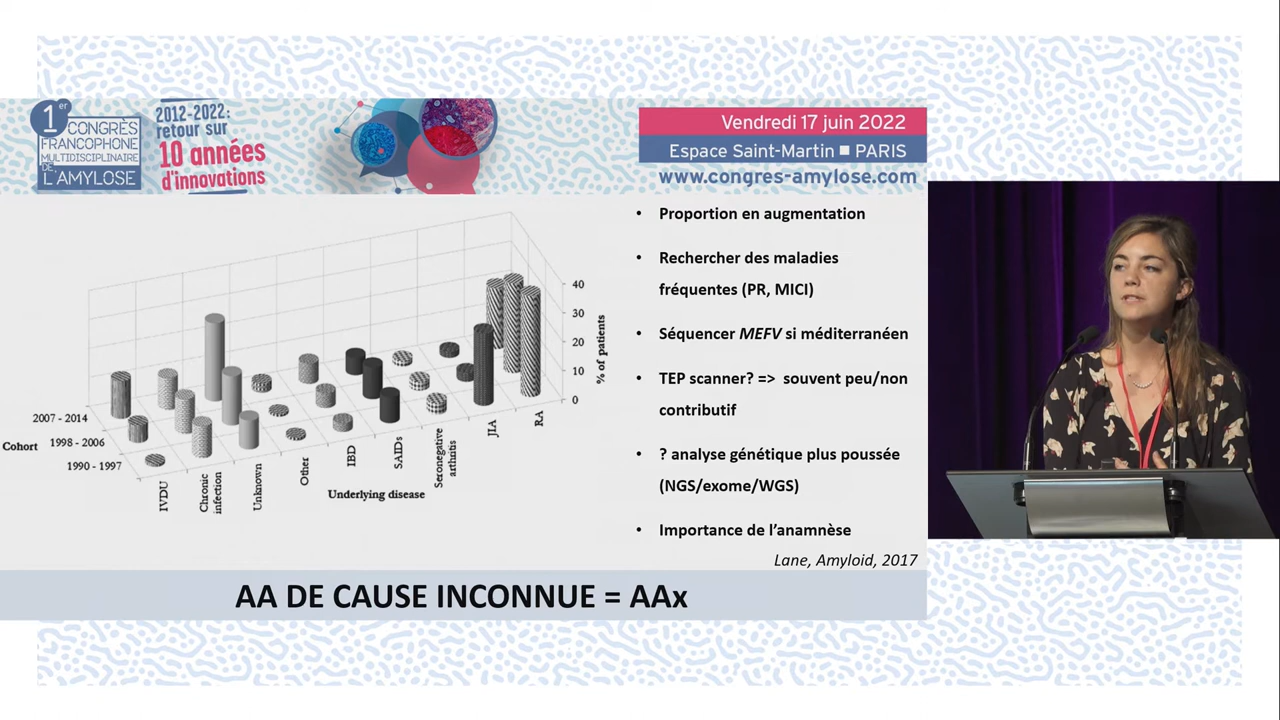 1er
CONGRÈS
FRANCOPHONE
MULTIDISCIPLINAIRE
DE
L'AMYLOSE
2012-2022:
retour sur
10 années
d'innovations
Vendredi 17 juin 2022
Espace Saint-Martin ■ PARIS
www.congres-amylose.com
• Proportion en augmentation
• Rechercher des maladies
fréquentes (PR, MICI)
• Séquencer MEFV si méditerranéen
• TEP scanner? => souvent peu/non
contributif
• ? analyse génétique plus poussée
(NGS/exome/WGS)
• Importance de l'anamnèse
Lane, Amyloid, 2017
40
30
20
10
0
% of patients
2007 - 2014
1998 - 2006
1990 - 1997
Cohort
IVDU
Chronic
infection
Unknown
Other
IBD
SAIDs
Seronegative
arthritis
JIA
RA
Underlying disease
AA DE CAUSE INCONNUE = AAx